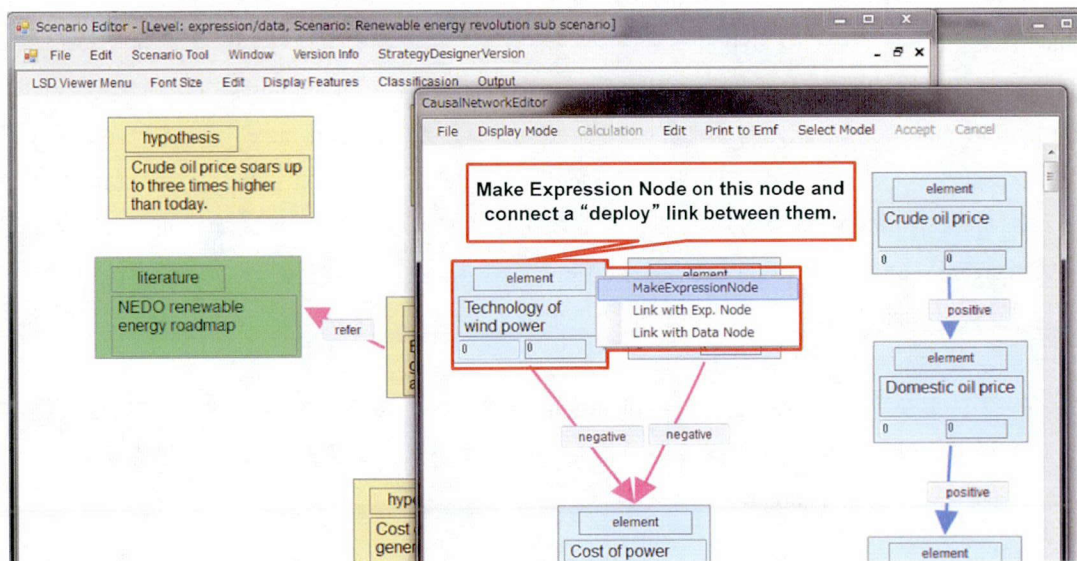 Scenario Editor - [Level: expression/data, Scenario: Renewable energy revolution sub scenario]
File Edit Scenario Tool Window Version Info StrategyDesignerVersion
LSD Viewer Menu Font Size Edit Display Features Classificasion Output
hypothesis
Crude oil price soars up
to three times higher
than today.
literature
NEDO renewable
energy roadmap
refer
hype
Cost
gener
CausalNetworkEditor
File Display Mode Calculation Edit Print to Emf Select Model Accept Cancel
Make Expression Node on this node and
connect a “deploy” link between them.
element
Technology of
wind power
0 0
element
MakeExpressionNode
Link with Exp. Node
Link with Data Node
negative
negative
element
Cost of power
element
Crude oil price
0 0
positive
element
Domestic oil price
0 0
positive
element